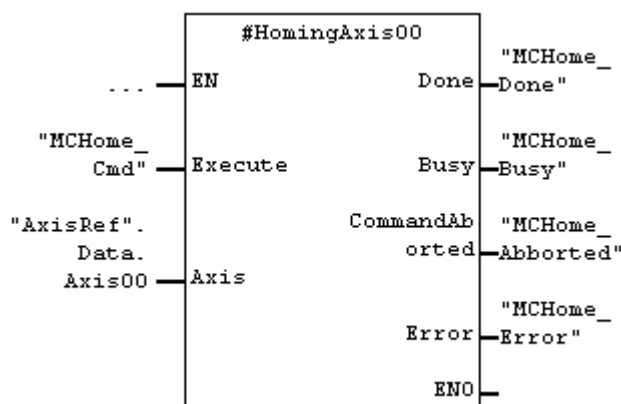 #HomingAxis00
"MCHome_
... EN Done Done"
"MCHome_ "MCHome_
Cmd" Execute Busy Busy"
"AxisRef". CommandAb "MCHome_
Data. orted Abborted"
Axis00 Axis
"MCHome_
Error Error"
ENO